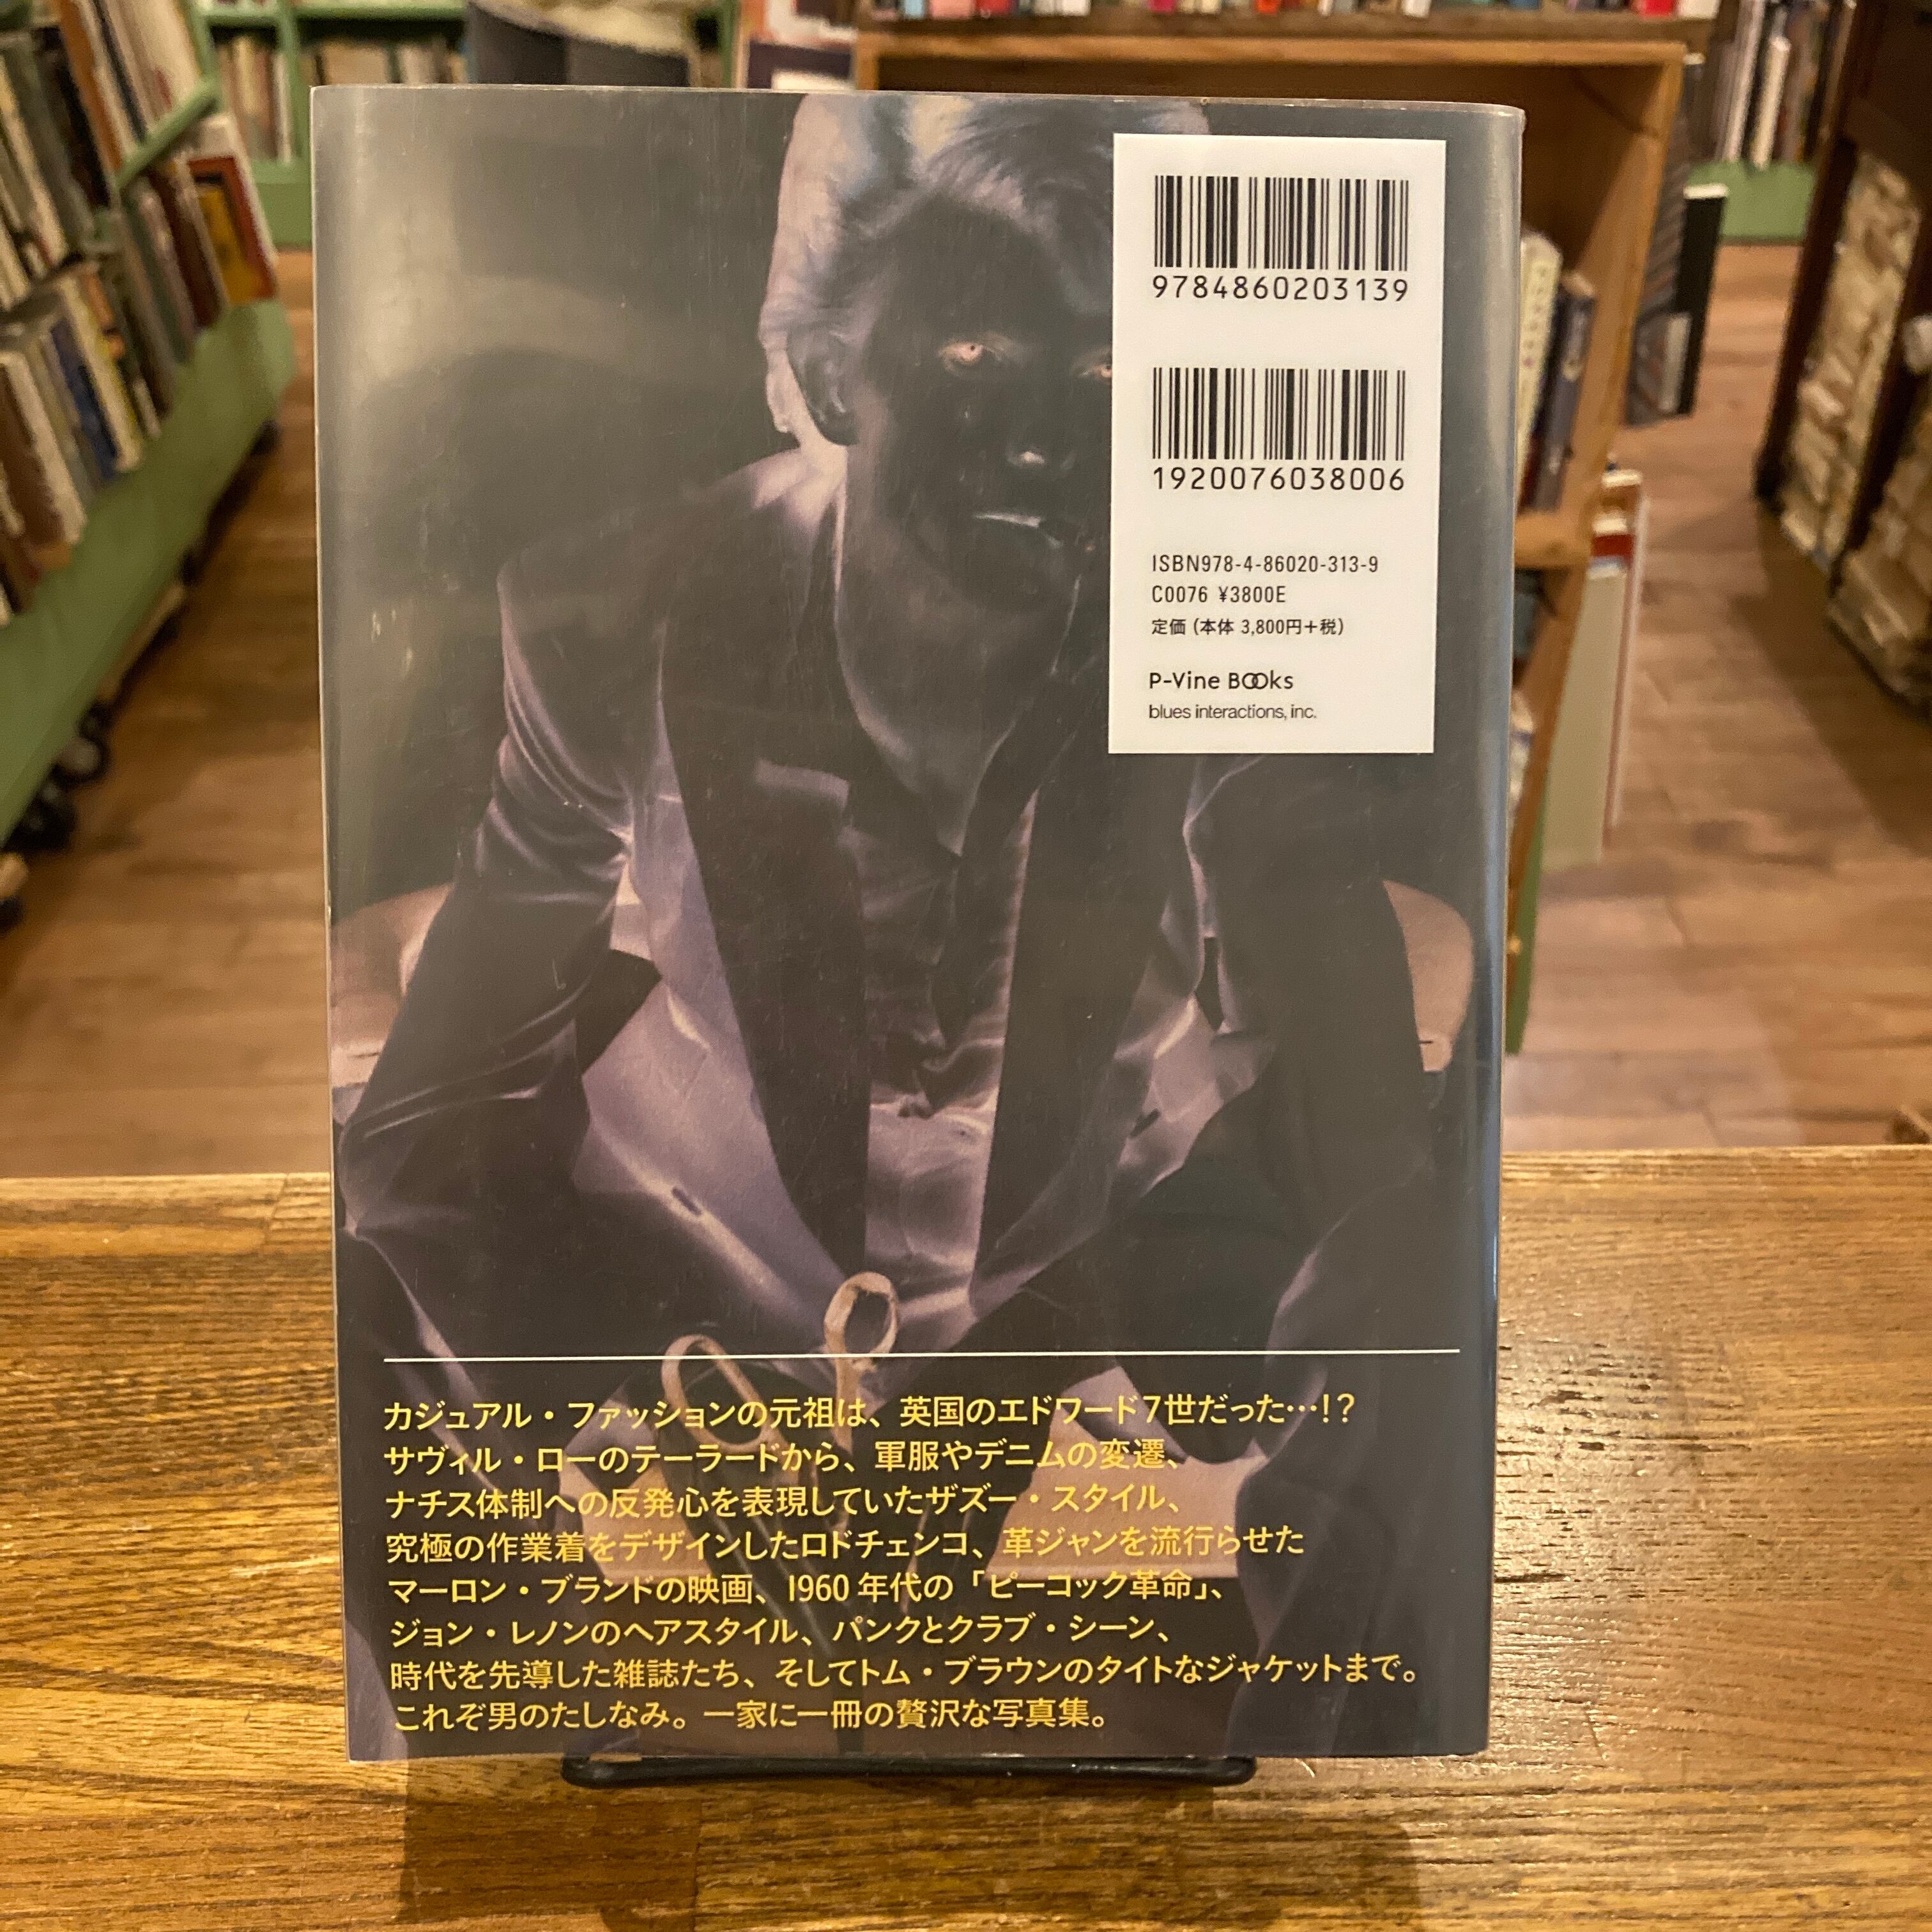 9784860203139
1920076038006
ISBN978-4-86020-313-9
C0076 ¥3800E
定価 (本体 3,800円+税)
P-Vine BOOks
blues interactions, inc.
カジュアル・ファッションの元祖は、英国のエドワード7世だった…!?
サヴィル・ローのテーラードから、軍服やデニムの変遷、
ナチス体制への反発心を表現していたザズー・スタイル、
究極の作業着をデザインしたロドチェンコ、革ジャンを流行らせた
マーロン・ブランドの映画、1960年代の「ピーコック革命」、
ジョン・レノンのヘアスタイル、パンクとクラブ・シーン、
時代を先導した雑誌たち、そしてトム・ブラウンのタイトなジャケットまで。
これぞ男のたしなみ。一家に一冊の贅沢な写真集。